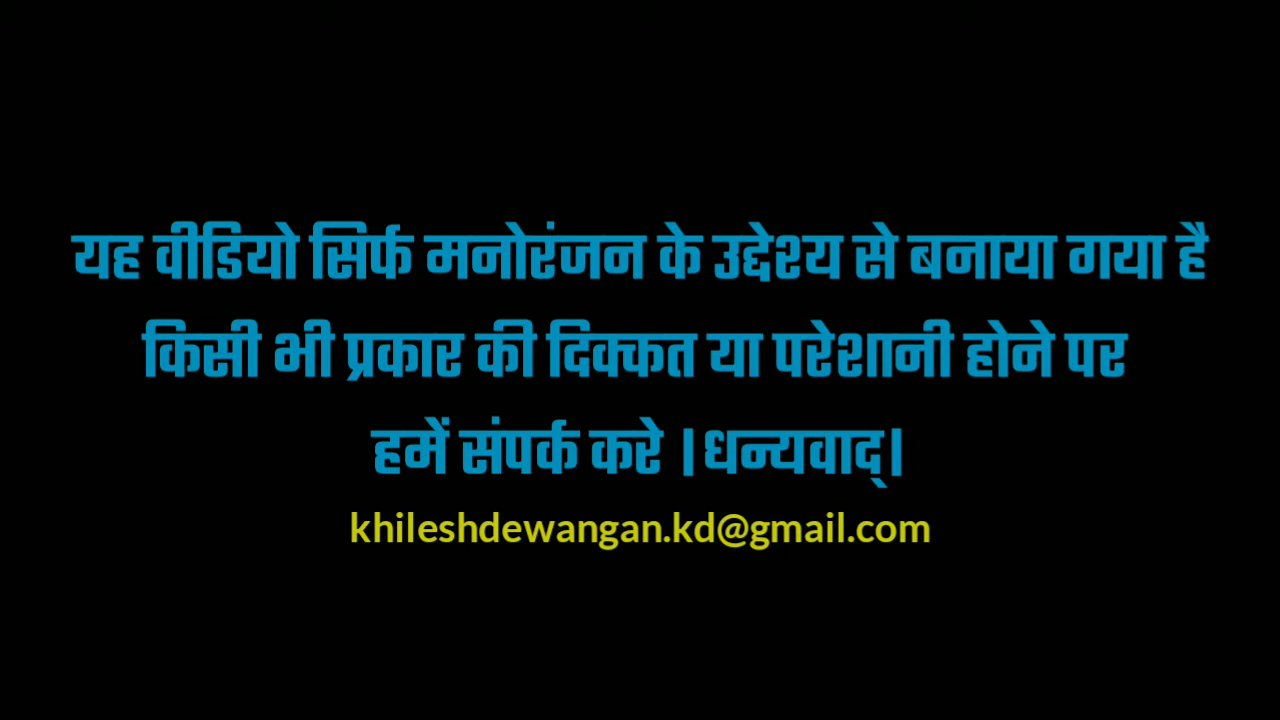 यह वीडियो सिर्फ मनोरंजन के उद्देश्य से बनाया गया है
किसी भी प्रकार की दिक्कत या परेशानी होने पर
हमें संपर्क करे ।धन्यवाद्।
khileshdewangan.kd@gmail.com